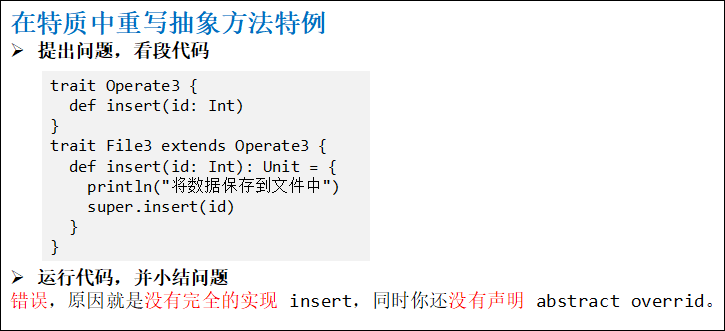 在特质中重写抽象方法特例
➢ 提出问题，看段代码
trait Operate3 {
  def insert(id: Int)
}
trait File3 extends Operate3 {
  def insert(id: Int): Unit = {
    println("将数据保存到文件中")
    super.insert(id)
  }
}
➢ 运行代码，并小结问题
错误，原因就是没有完全的实现 insert，同时你还没有声明 abstract overrid。